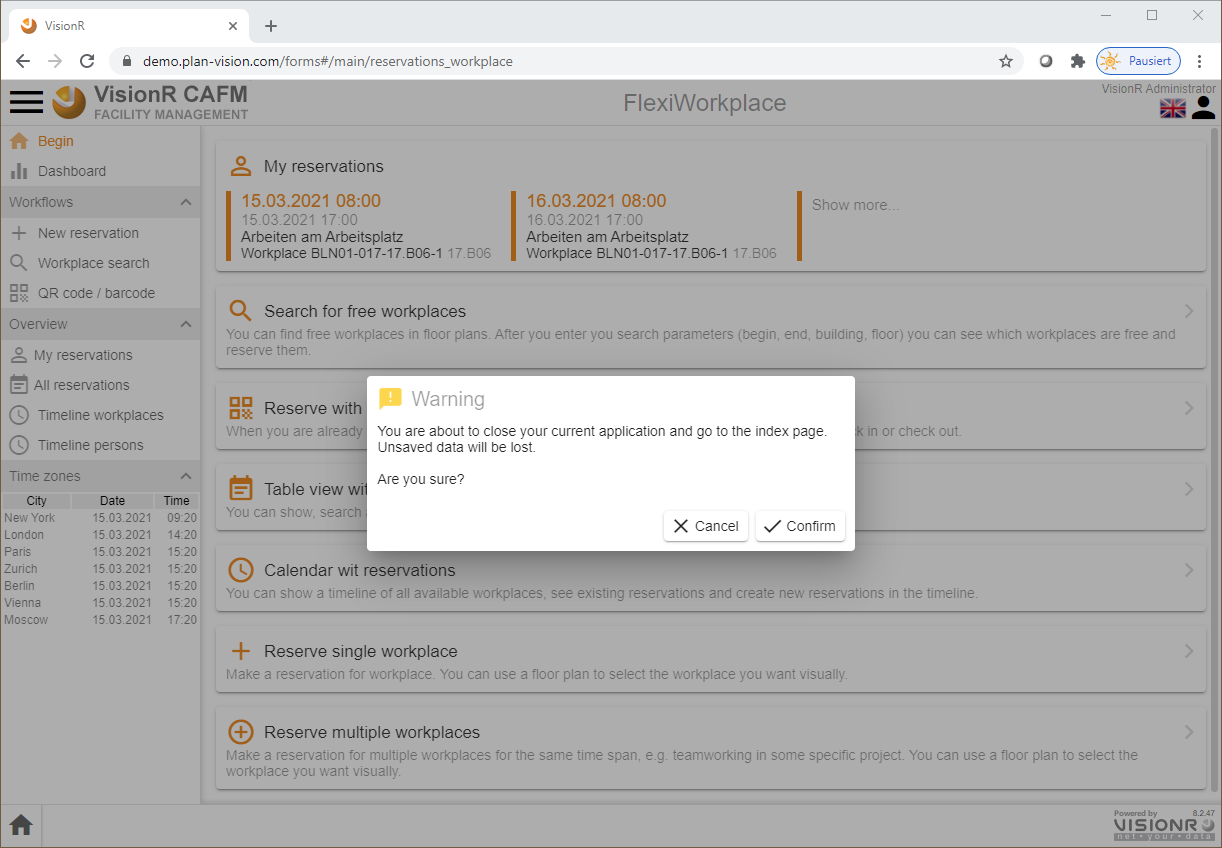 VisionR
demo.plan-vision.com/forms#/main/reservations_workplace
Pausiert
VisionR CAFM
FACILITY MANAGEMENT
FlexiWorkplace
VisionR Administrator
Begin
Dashboard
Workflows
New reservation
Workplace search
QR code / barcode
Overview
My reservations
All reservations
Timeline workplaces
Timeline persons
Time zones
City Date Time
New York 15.03.2021 09:20
London 15.03.2021 14:20
Paris 15.03.2021 15:20
Zurich 15.03.2021 15:20
Berlin 15.03.2021 15:20
Vienna 15.03.2021 15:20
Moscow 15.03.2021 17:20
My reservations
15.03.2021 08:00
15.03.2021 17:00
Arbeiten am Arbeitsplatz
Workplace BLN01-017-17.B06-1 17.B06
16.03.2021 08:00
16.03.2021 17:00
Arbeiten am Arbeitsplatz
Workplace BLN01-017-17.B06-1 17.B06
Show more...
Search for free workplaces
You can find free workplaces in floor plans. After you enter you search parameters (begin, end, building, floor) you can see which workplaces are free and
reserve them.
Reserve with
When you are already k in or check out.
Table view wit
You can show, search
Warning
You are about to close your current application and go to the index page.
Unsaved data will be lost.
Are you sure?
Cancel
Confirm
Calendar wit reservations
You can show a timeline of all available workplaces, see existing reservations and create new reservations in the timeline.
Reserve single workplace
Make a reservation for workplace. You can use a floor plan to select the workplace you want visually.
Reserve multiple workplaces
Make a reservation for multiple workplaces for the same time span, e.g. teamworking in some specific project. You can use a floor plan to select the
workplace you want visually.
Powered by 8.2.47
VISIONR
net • your • data